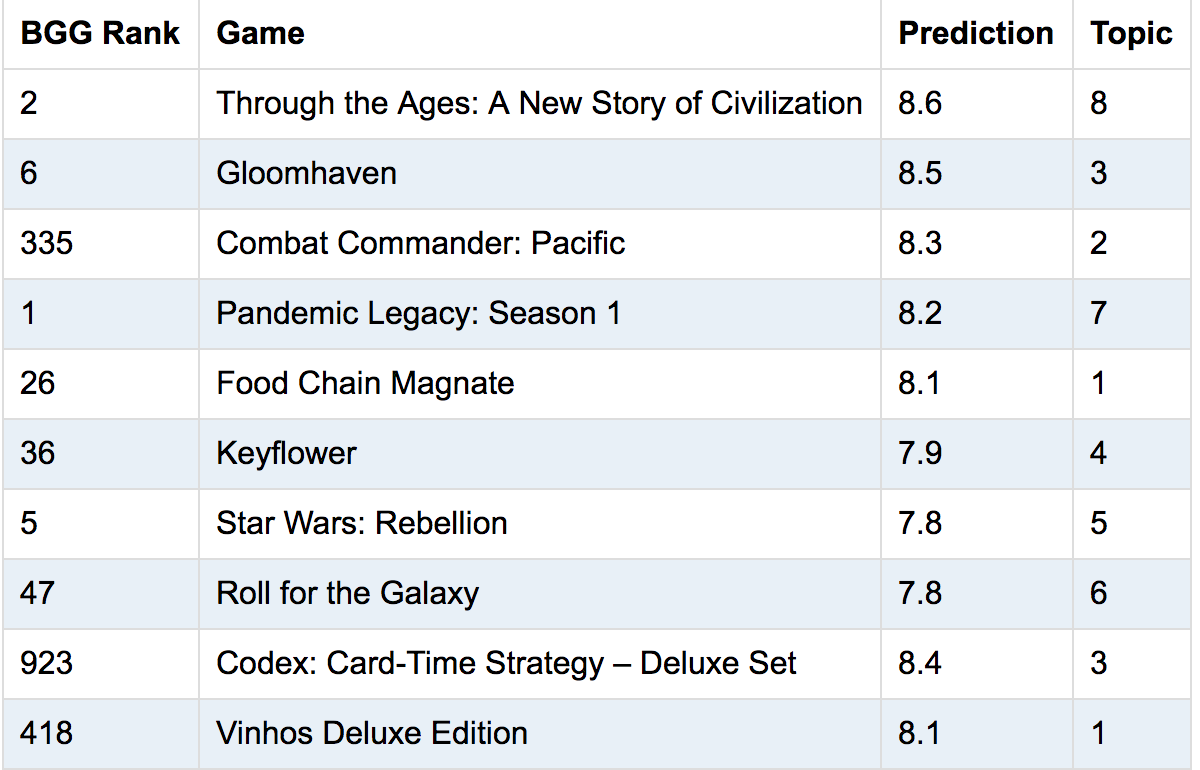 BGG Rank Game Prediction Topic
2 Through the Ages: A New Story of Civilization 8.6 8
6 Gloomhaven 8.5 3
335 Combat Commander: Pacific 8.3 2
1 Pandemic Legacy: Season 1 8.2 7
26 Food Chain Magnate 8.1 1
36 Keyflower 7.9 4
5 Star Wars: Rebellion 7.8 5
47 Roll for the Galaxy 7.8 6
923 Codex: Card-Time Strategy – Deluxe Set 8.4 3
418 Vinhos Deluxe Edition 8.1 1